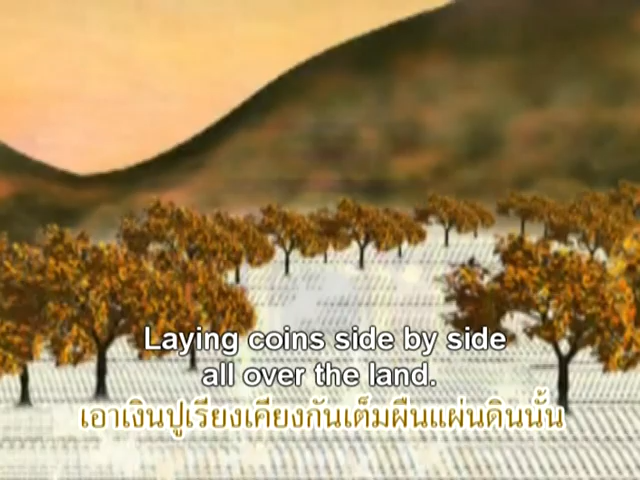 Laying coins side by side
all over the land.
เอาเงินปูเรียงเคียงกันเต็มผืนแผ่นดินนั้น